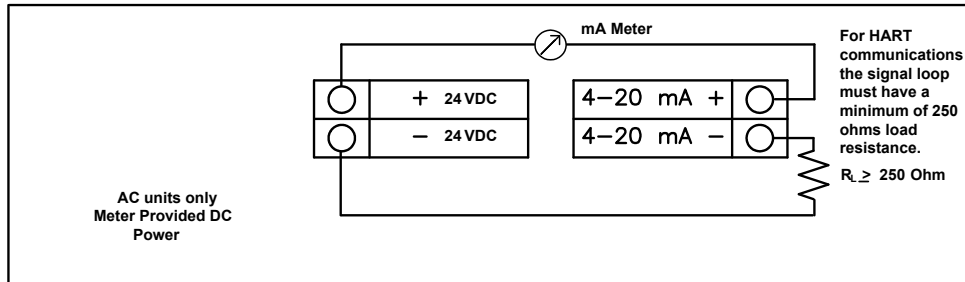 mA Meter
+ 24 VDC
− 24 VDC
4−20 mA +
4−20 mA −
For HART
communications
the signal loop
must have a
minimum of 250
ohms load
resistance.
RL ≥ 250 Ohm
AC units only
Meter Provided DC
Power